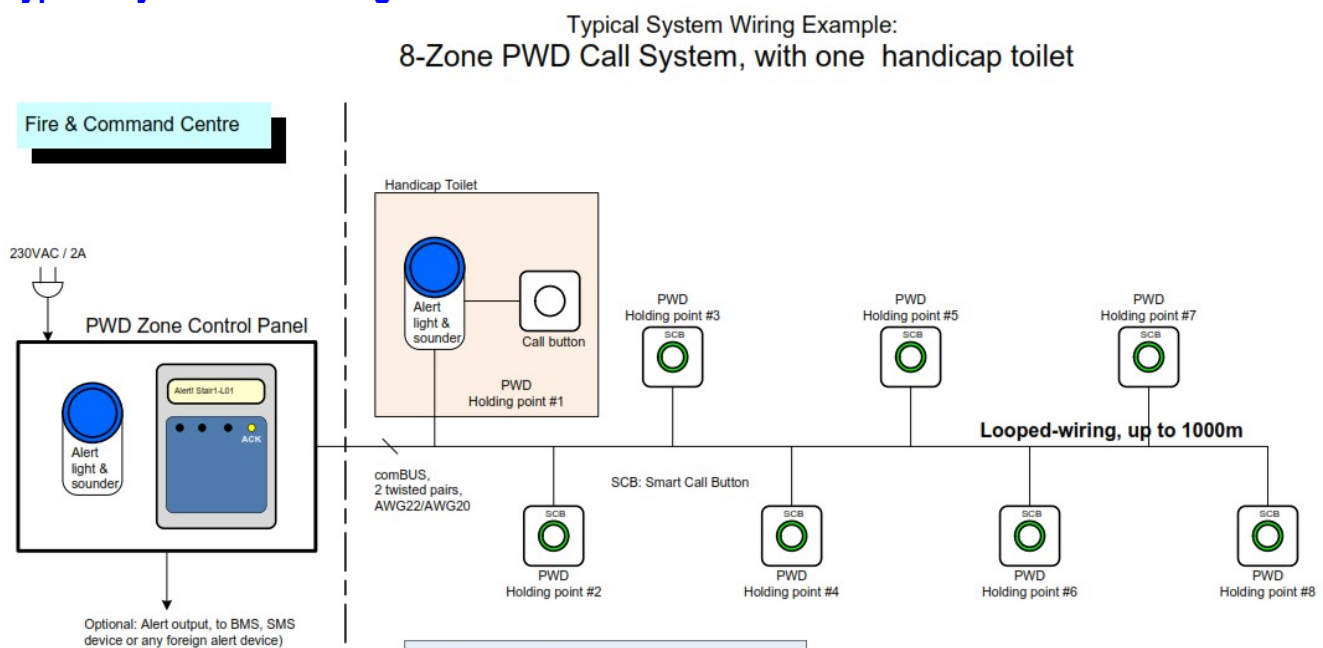 Typical System Wiring Example:
8-Zone PWD Call System, with one handicap toilet
Fire & Command Centre
Handicap Toilet
230VAC / 2A
PWD Zone Control Panel
Alert! Stair1-L01
ACK
Alert
light &
sounder
Alert
light &
sounder
Call button
PWD
Holding point #1
PWD
Holding point #3
SCB
PWD
Holding point #5
SCB
PWD
Holding point #7
SCB
Looped-wiring, up to 1000m
comBUS,
2 twisted pairs,
AWG22/AWG20
SCB: Smart Call Button
SCB
PWD
Holding point #2
SCB
PWD
Holding point #4
SCB
PWD
Holding point #6
SCB
PWD
Holding point #8
Optional: Alert output, to BMS, SMS
device or any foreign alert device)